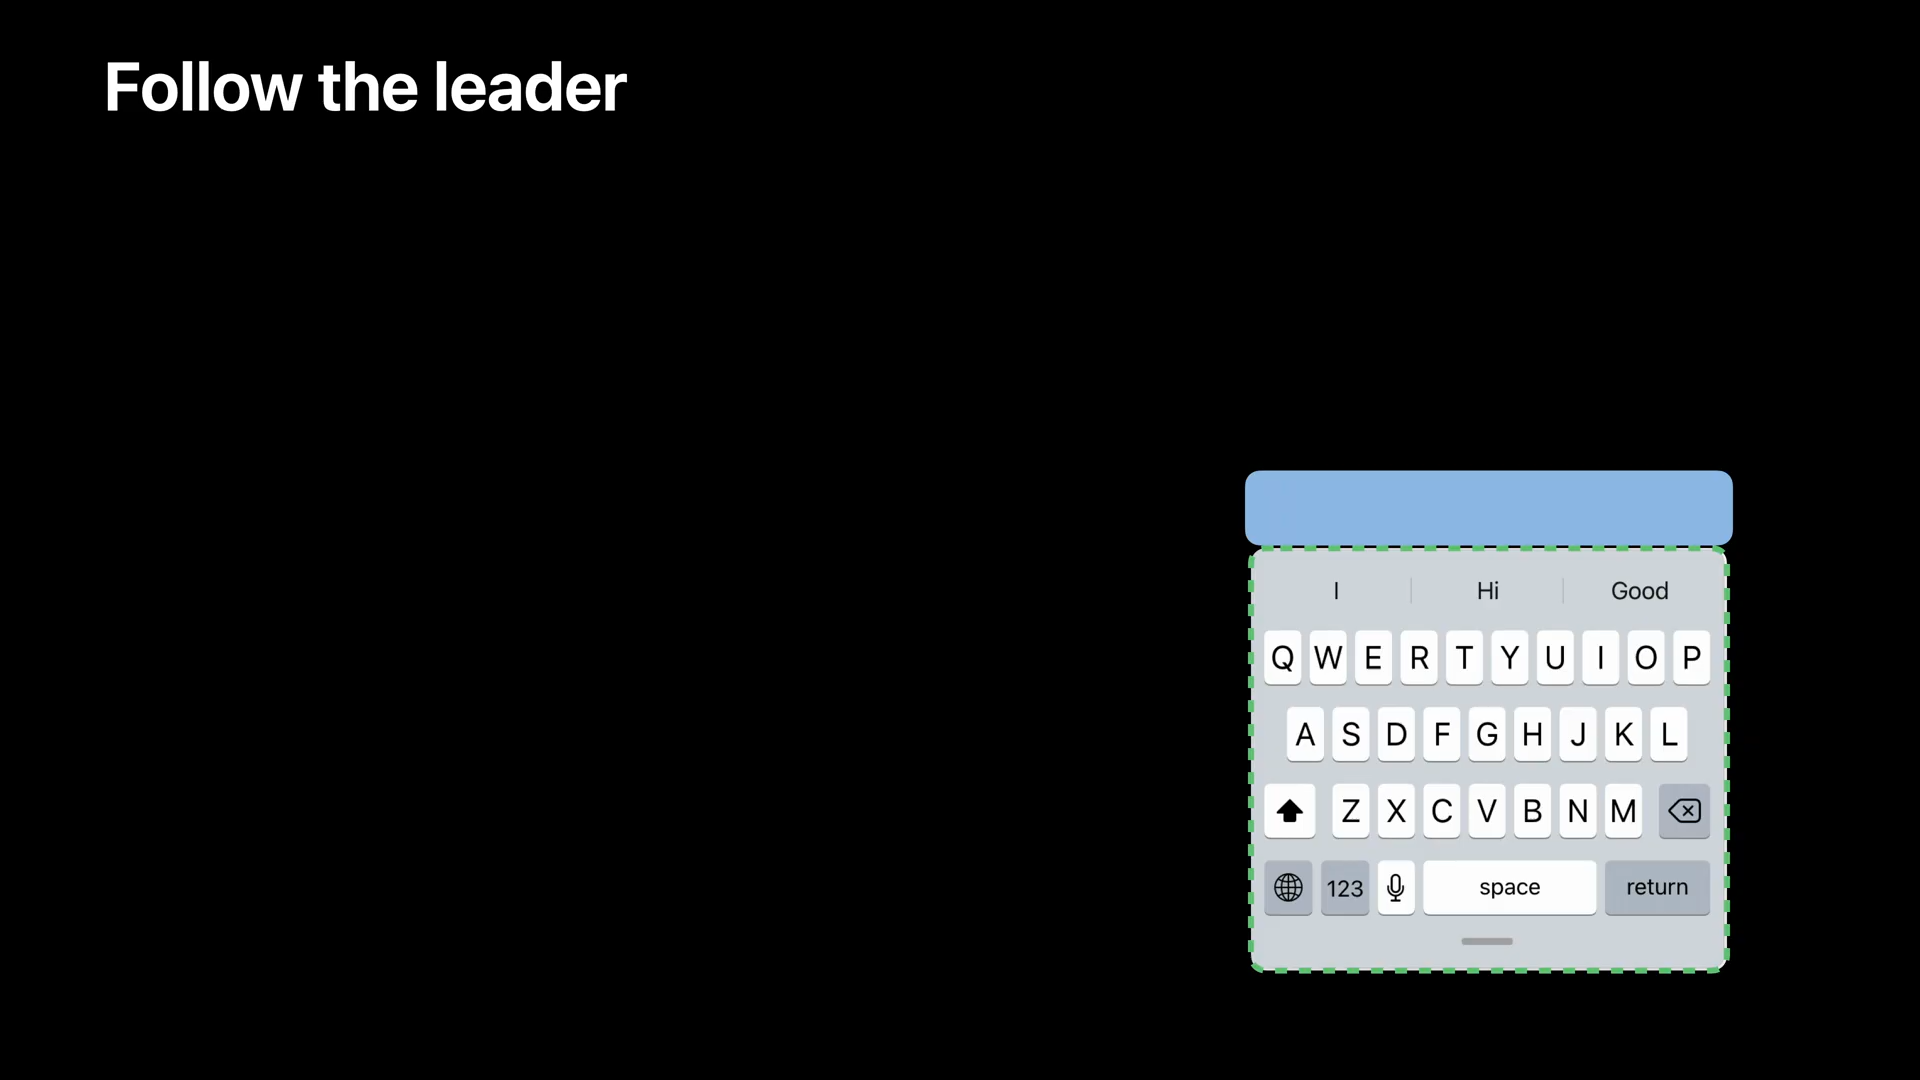 Follow the leader
I Hi Good
Q W E R T Y U I O P
A S D F G H J K L
Z X C V B N M
123 space return